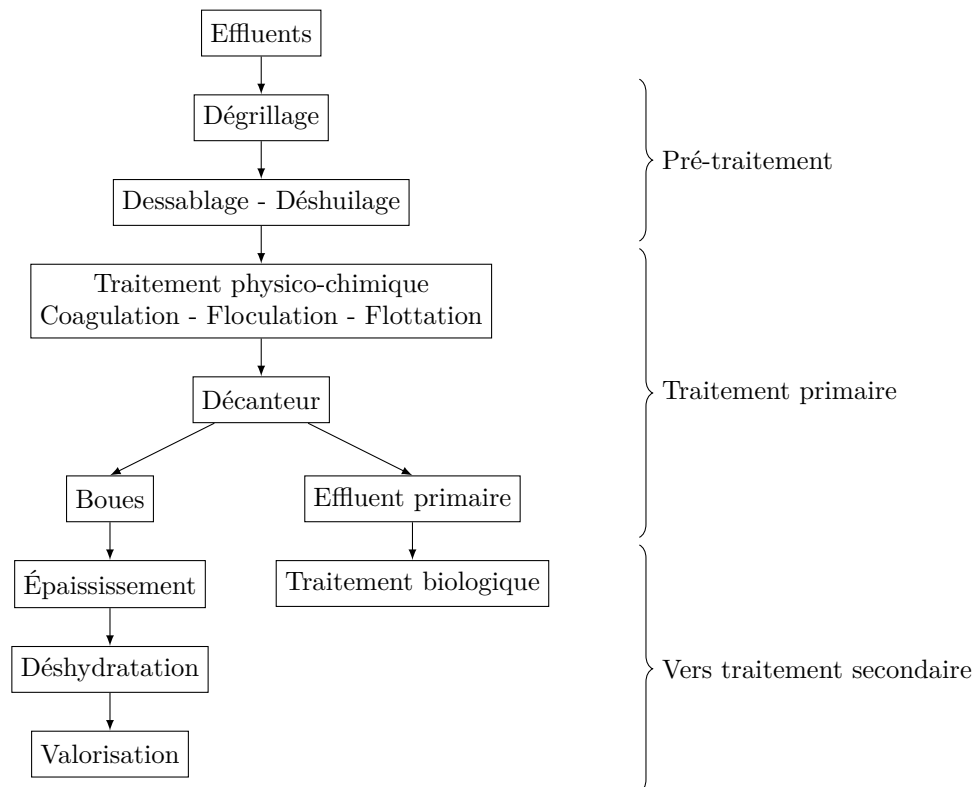 Effluents
Dégrillage
Pré-traitement
Dessablage - Déshuilage
Traitement physico-chimique
Coagulation - Floculation - Flottation
Décanteur
Traitement primaire
Boues
Effluent primaire
Épaississement
Traitement biologique
Déshydratation
Vers traitement secondaire
Valorisation